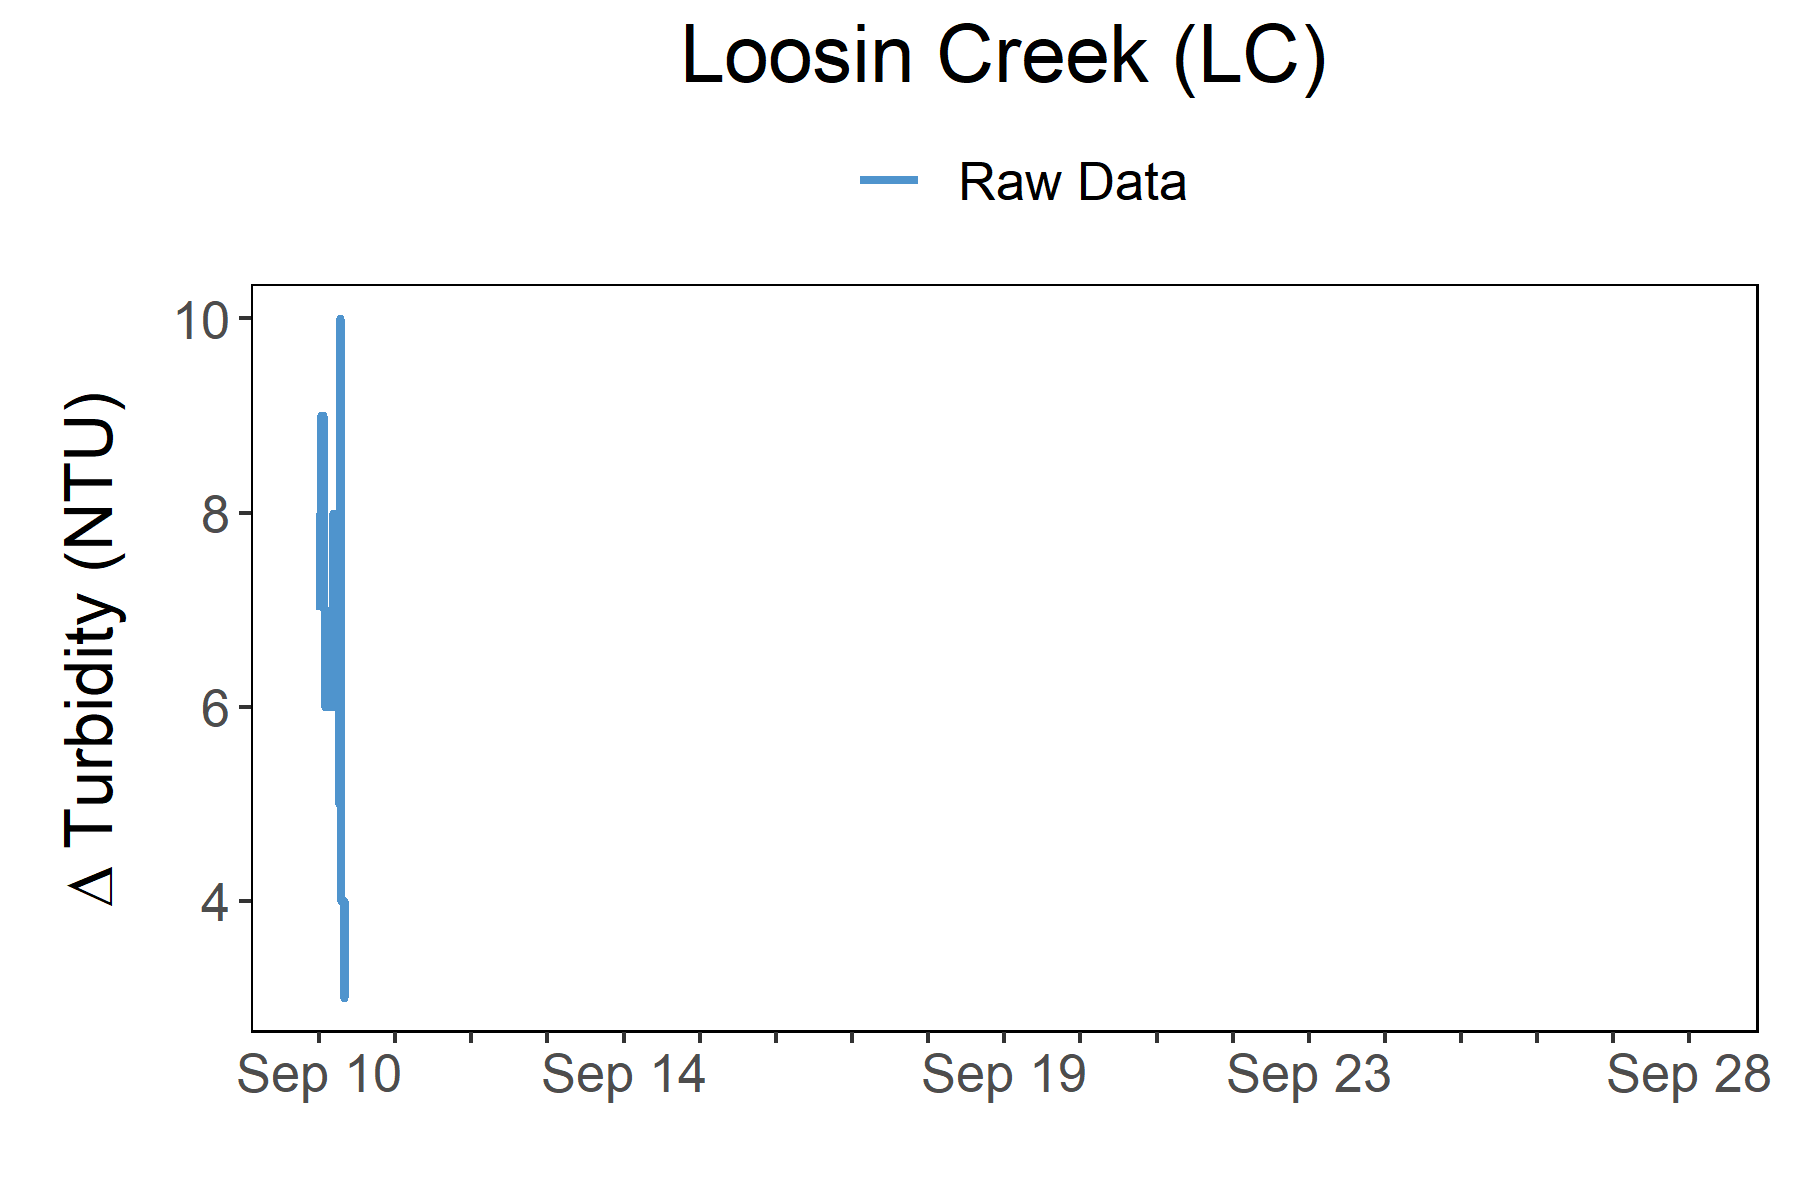 Loosin Creek (LC)
Raw Data
Δ Turbidity (NTU)
10
8
6
4
Sep 10 Sep 14 Sep 19 Sep 23 Sep 28